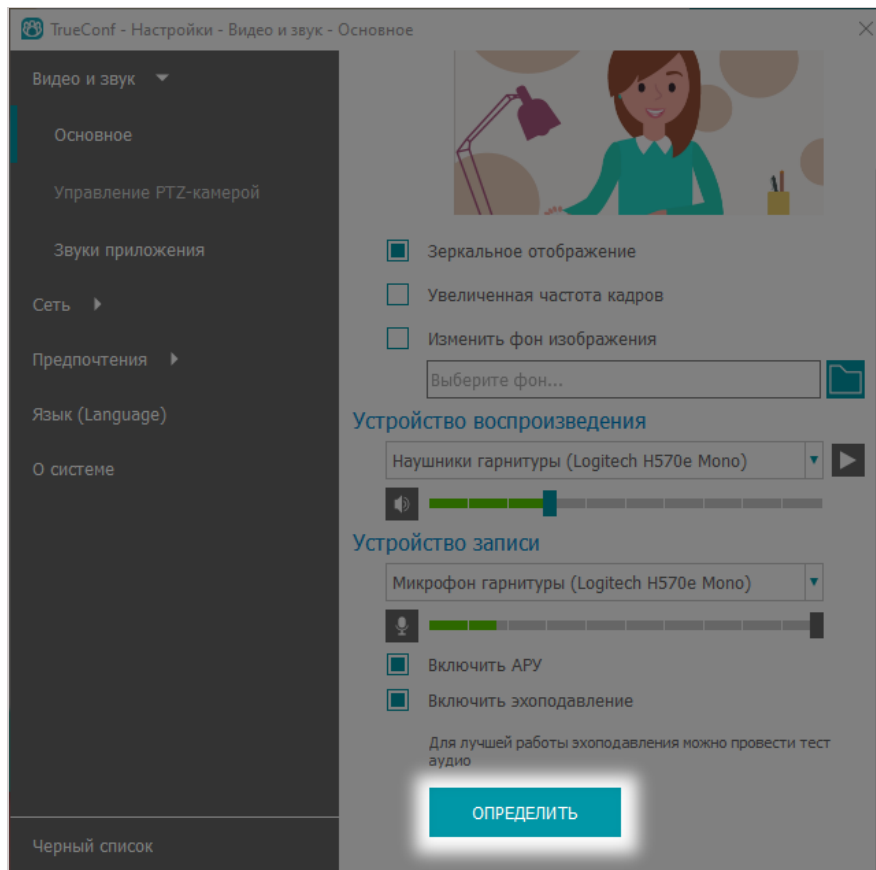 TrueConf - Настройки - Видео и звук - Основное
Видео и звук
Основное
Управление PTZ-камерой
Звуки приложения
Сеть
Предпочтения
Язык (Language)
О системе
Черный список
Зеркальное отображение
Увеличенная частота кадров
Изменить фон изображения
Выберите фон...
Устройство воспроизведения
Наушники гарнитуры (Logitech H570e Mono)
Устройство записи
Микрофон гарнитуры (Logitech H570e Mono)
Включить АРУ
Включить эхоподавление
Для лучшей работы эхоподавления можно провести тест
аудио
ОПРЕДЕЛИТЬ